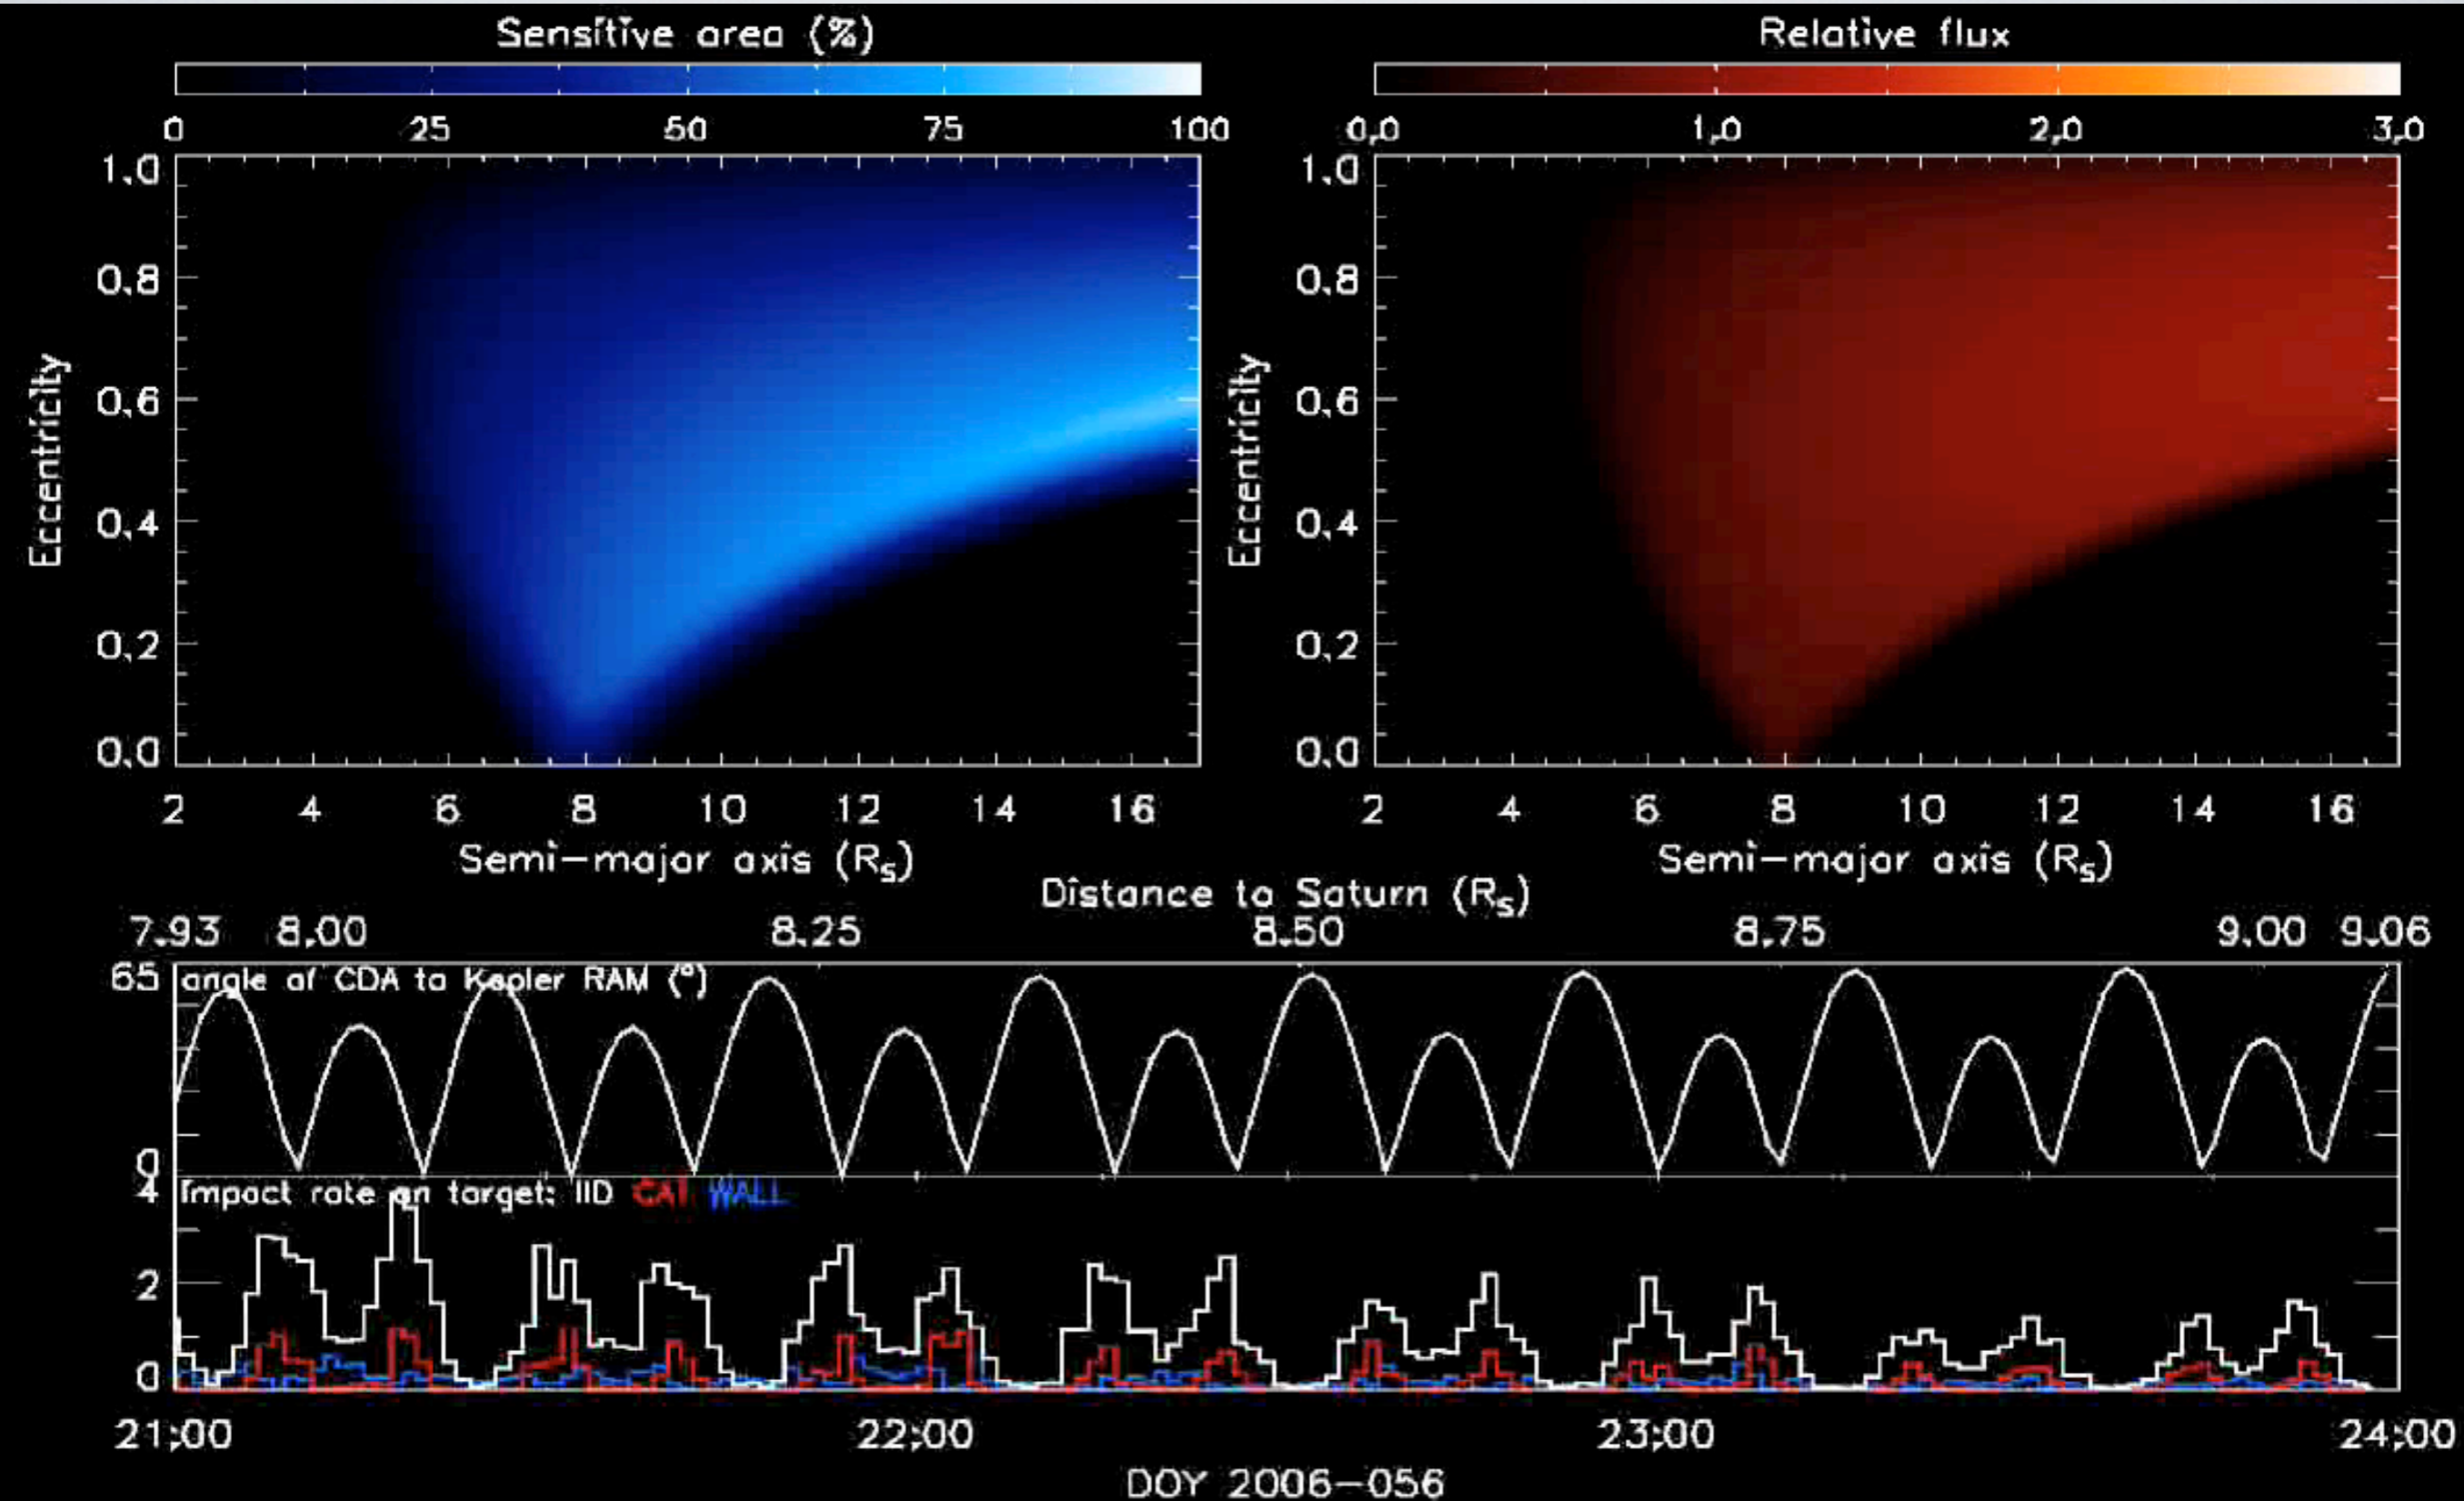 Sensitive area (%)
0 25 50 75 100
Relative flux
0.0 1.0 2.0 3.0
1.0
0.8
0.6
0.4
0.2
0.0
Eccentricity
2 4 6 8 10 12 14 16
Semi-major axis (Rs)
1.0
0.8
0.6
0.4
0.2
0.0
Eccentricity
2 4 6 8 10 12 14 16
Semi-major axis (Rs)
Distance to Saturn (Rs)
7.93 8.00 8.25 8.50 8.75 9.00 9.06
65
angle of CDA to Kepler RAM (°)
0
4
Impact rate on target: IID CAT WALL
2
0
21:00 22:00 23:00 24:00
DOY 2006-056